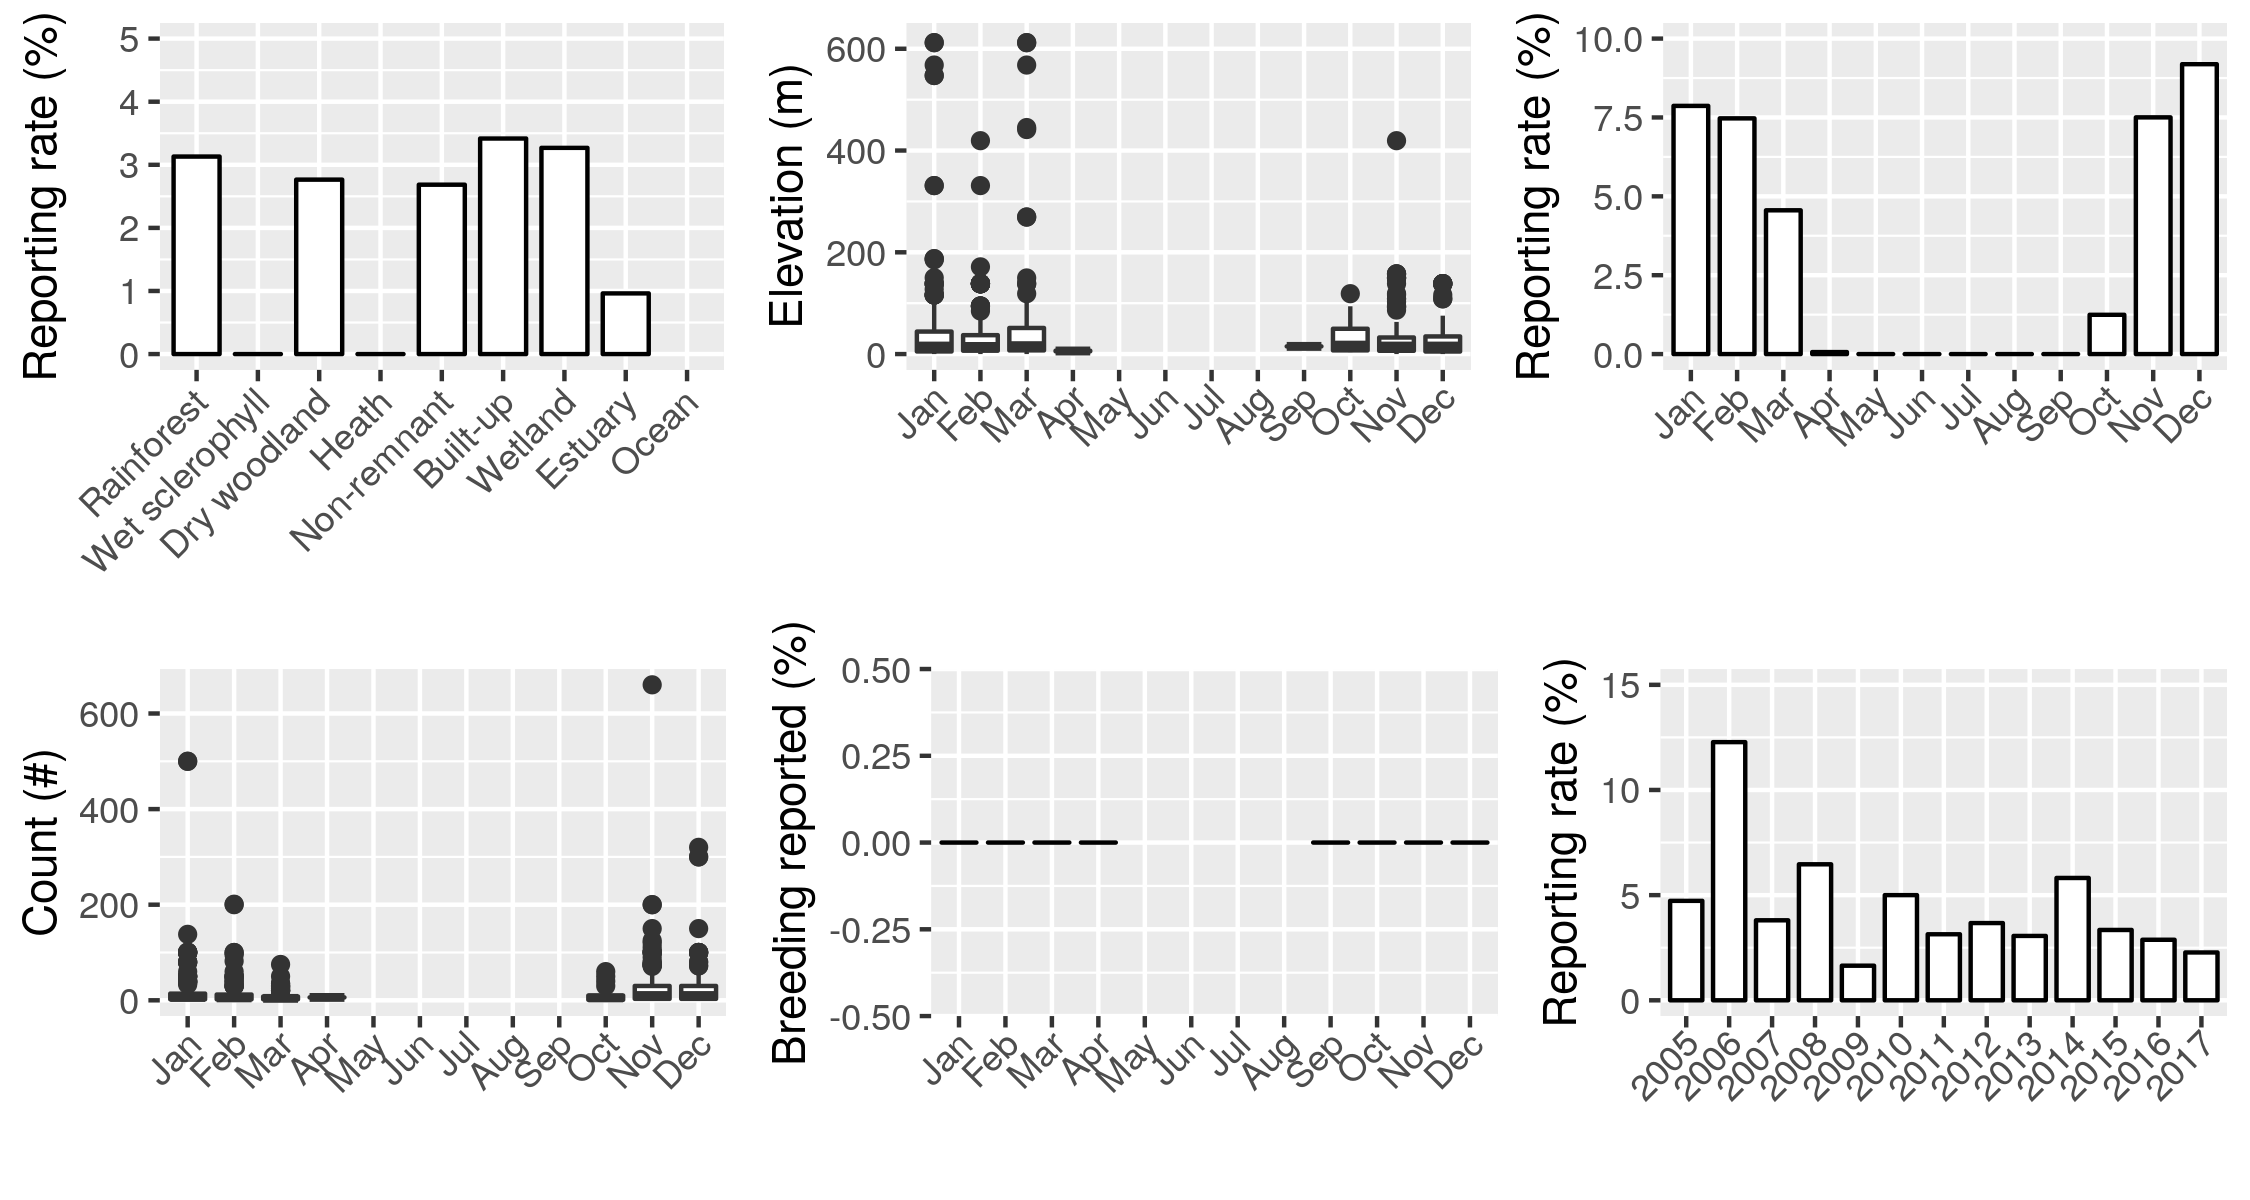 Reporting rate (%)
5
4
3
2
1
0
Rainforest
Wet sclerophyll
Dry woodland
Heath
Non-remnant
Built-up
Wetland
Estuary
Ocean
Elevation (m)
600
400
200
0
Jan
Feb
Mar
Apr
May
Jun
Jul
Aug
Sep
Oct
Nov
Dec
Reporting rate (%)
10.0
7.5
5.0
2.5
0.0
Jan
Feb
Mar
Apr
May
Jun
Jul
Aug
Sep
Oct
Nov
Dec
Count (#)
600
400
200
0
Jan
Feb
Mar
Apr
May
Jun
Jul
Aug
Sep
Oct
Nov
Dec
Breeding reported (%)
0.50
0.25
0.00
-0.25
-0.50
Jan
Feb
Mar
Apr
May
Jun
Jul
Aug
Sep
Oct
Nov
Dec
Reporting rate (%)
15
10
5
0
2005
2006
2007
2008
2009
2010
2011
2012
2013
2014
2015
2016
2017